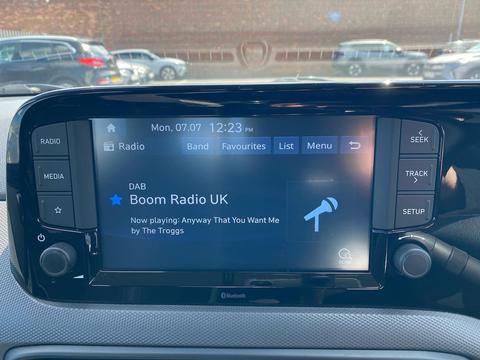 Mon, 07.07 12:23 PM
Radio Band Favourites List Menu
DAB
Boom Radio UK
Now playing: Anyway That You Want Me
by The Troggs
RADIO
MEDIA
SEEK
TRACK
SETUP
Bluetooth